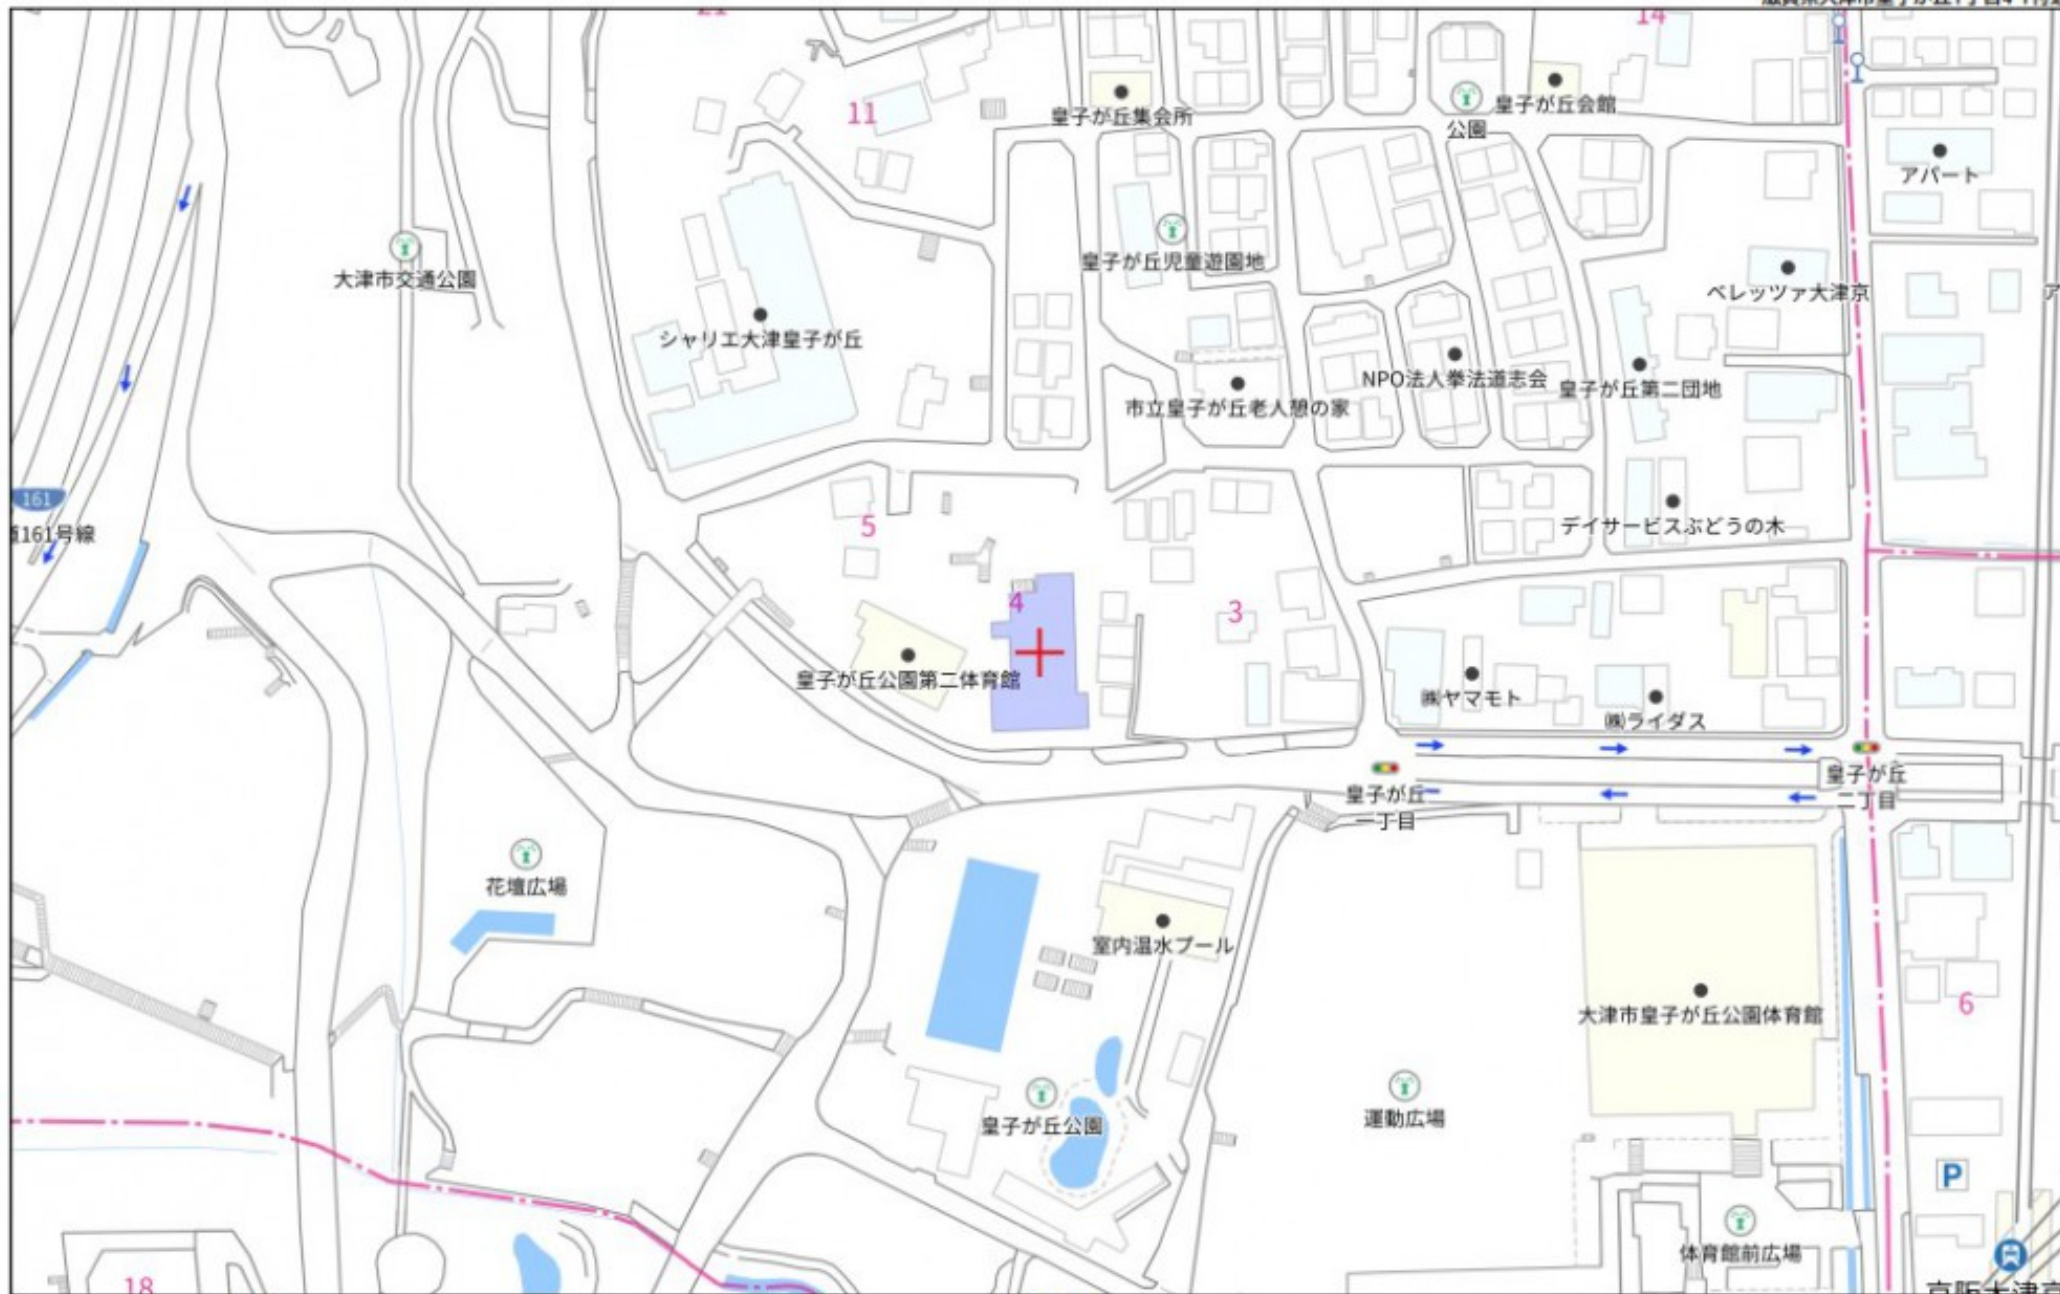 14
11
皇子が丘集会所
公園
皇子が丘会館
アパート
大津市交通公園
皇子が丘児童遊園地
ベレッツァ大津京
シャリエ大津皇子が丘
NPO法人拳法道志会
皇子が丘第二団地
市立皇子が丘老人憩の家
161
161号線
5
デイサービスぶどうの木
4
3
皇子が丘公園第二体育館
㈱ヤマモト
㈱ライダス
皇子が丘
一丁目
皇子が丘
二丁目
花壇広場
室内温水プール
大津市皇子が丘公園体育館
6
皇子が丘公園
運動広場
P
体育館前広場
18